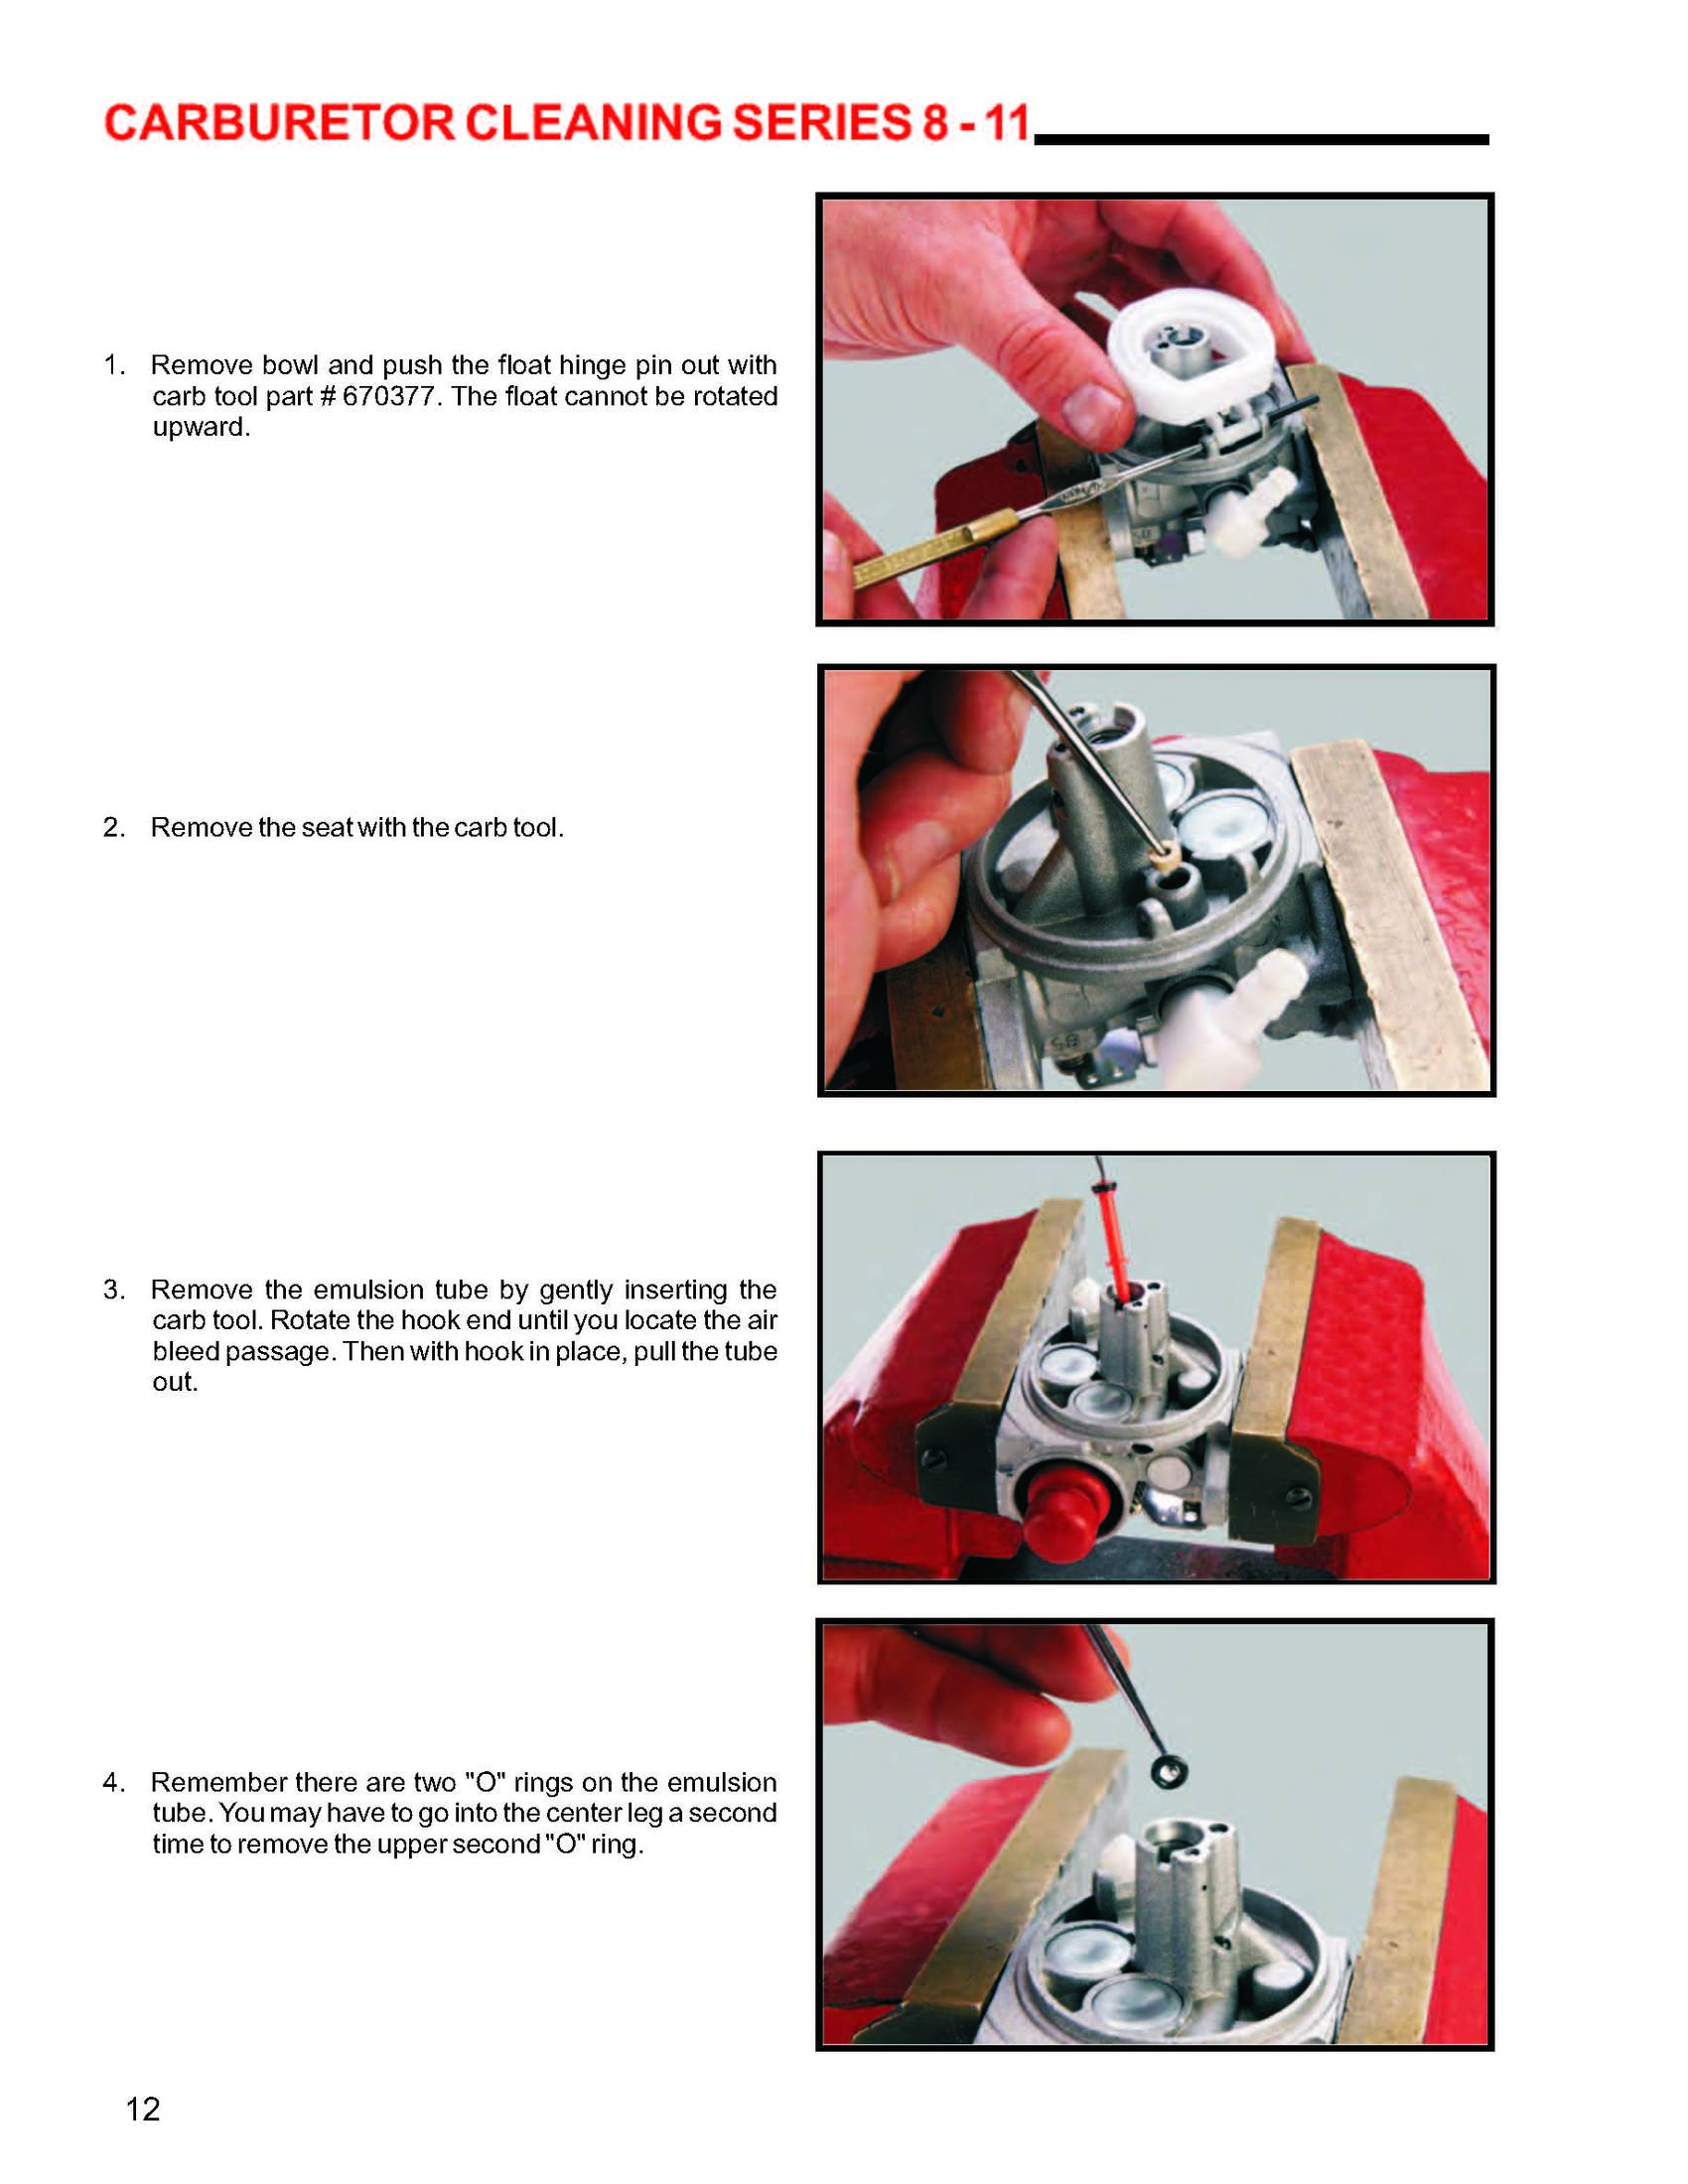 CARBURETOR CLEANING SERIES 8 - 11
1. Remove bowl and push the float hinge pin out with
carb tool part # 670377. The float cannot be rotated
upward.
2. Remove the seat with the carb tool.
3. Remove the emulsion tube by gently inserting the
carb tool. Rotate the hook end until you locate the air
bleed passage. Then with hook in place, pull the tube
out.
4. Remember there are two "O" rings on the emulsion
tube. You may have to go into the center leg a second
time to remove the upper second "O" ring.
12